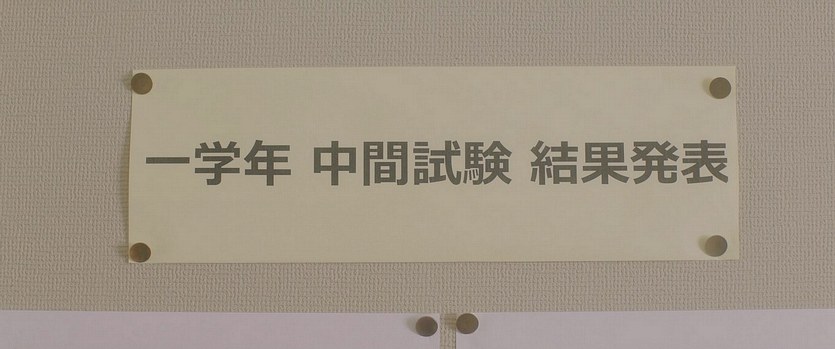 一学年 中間試験 結果発表